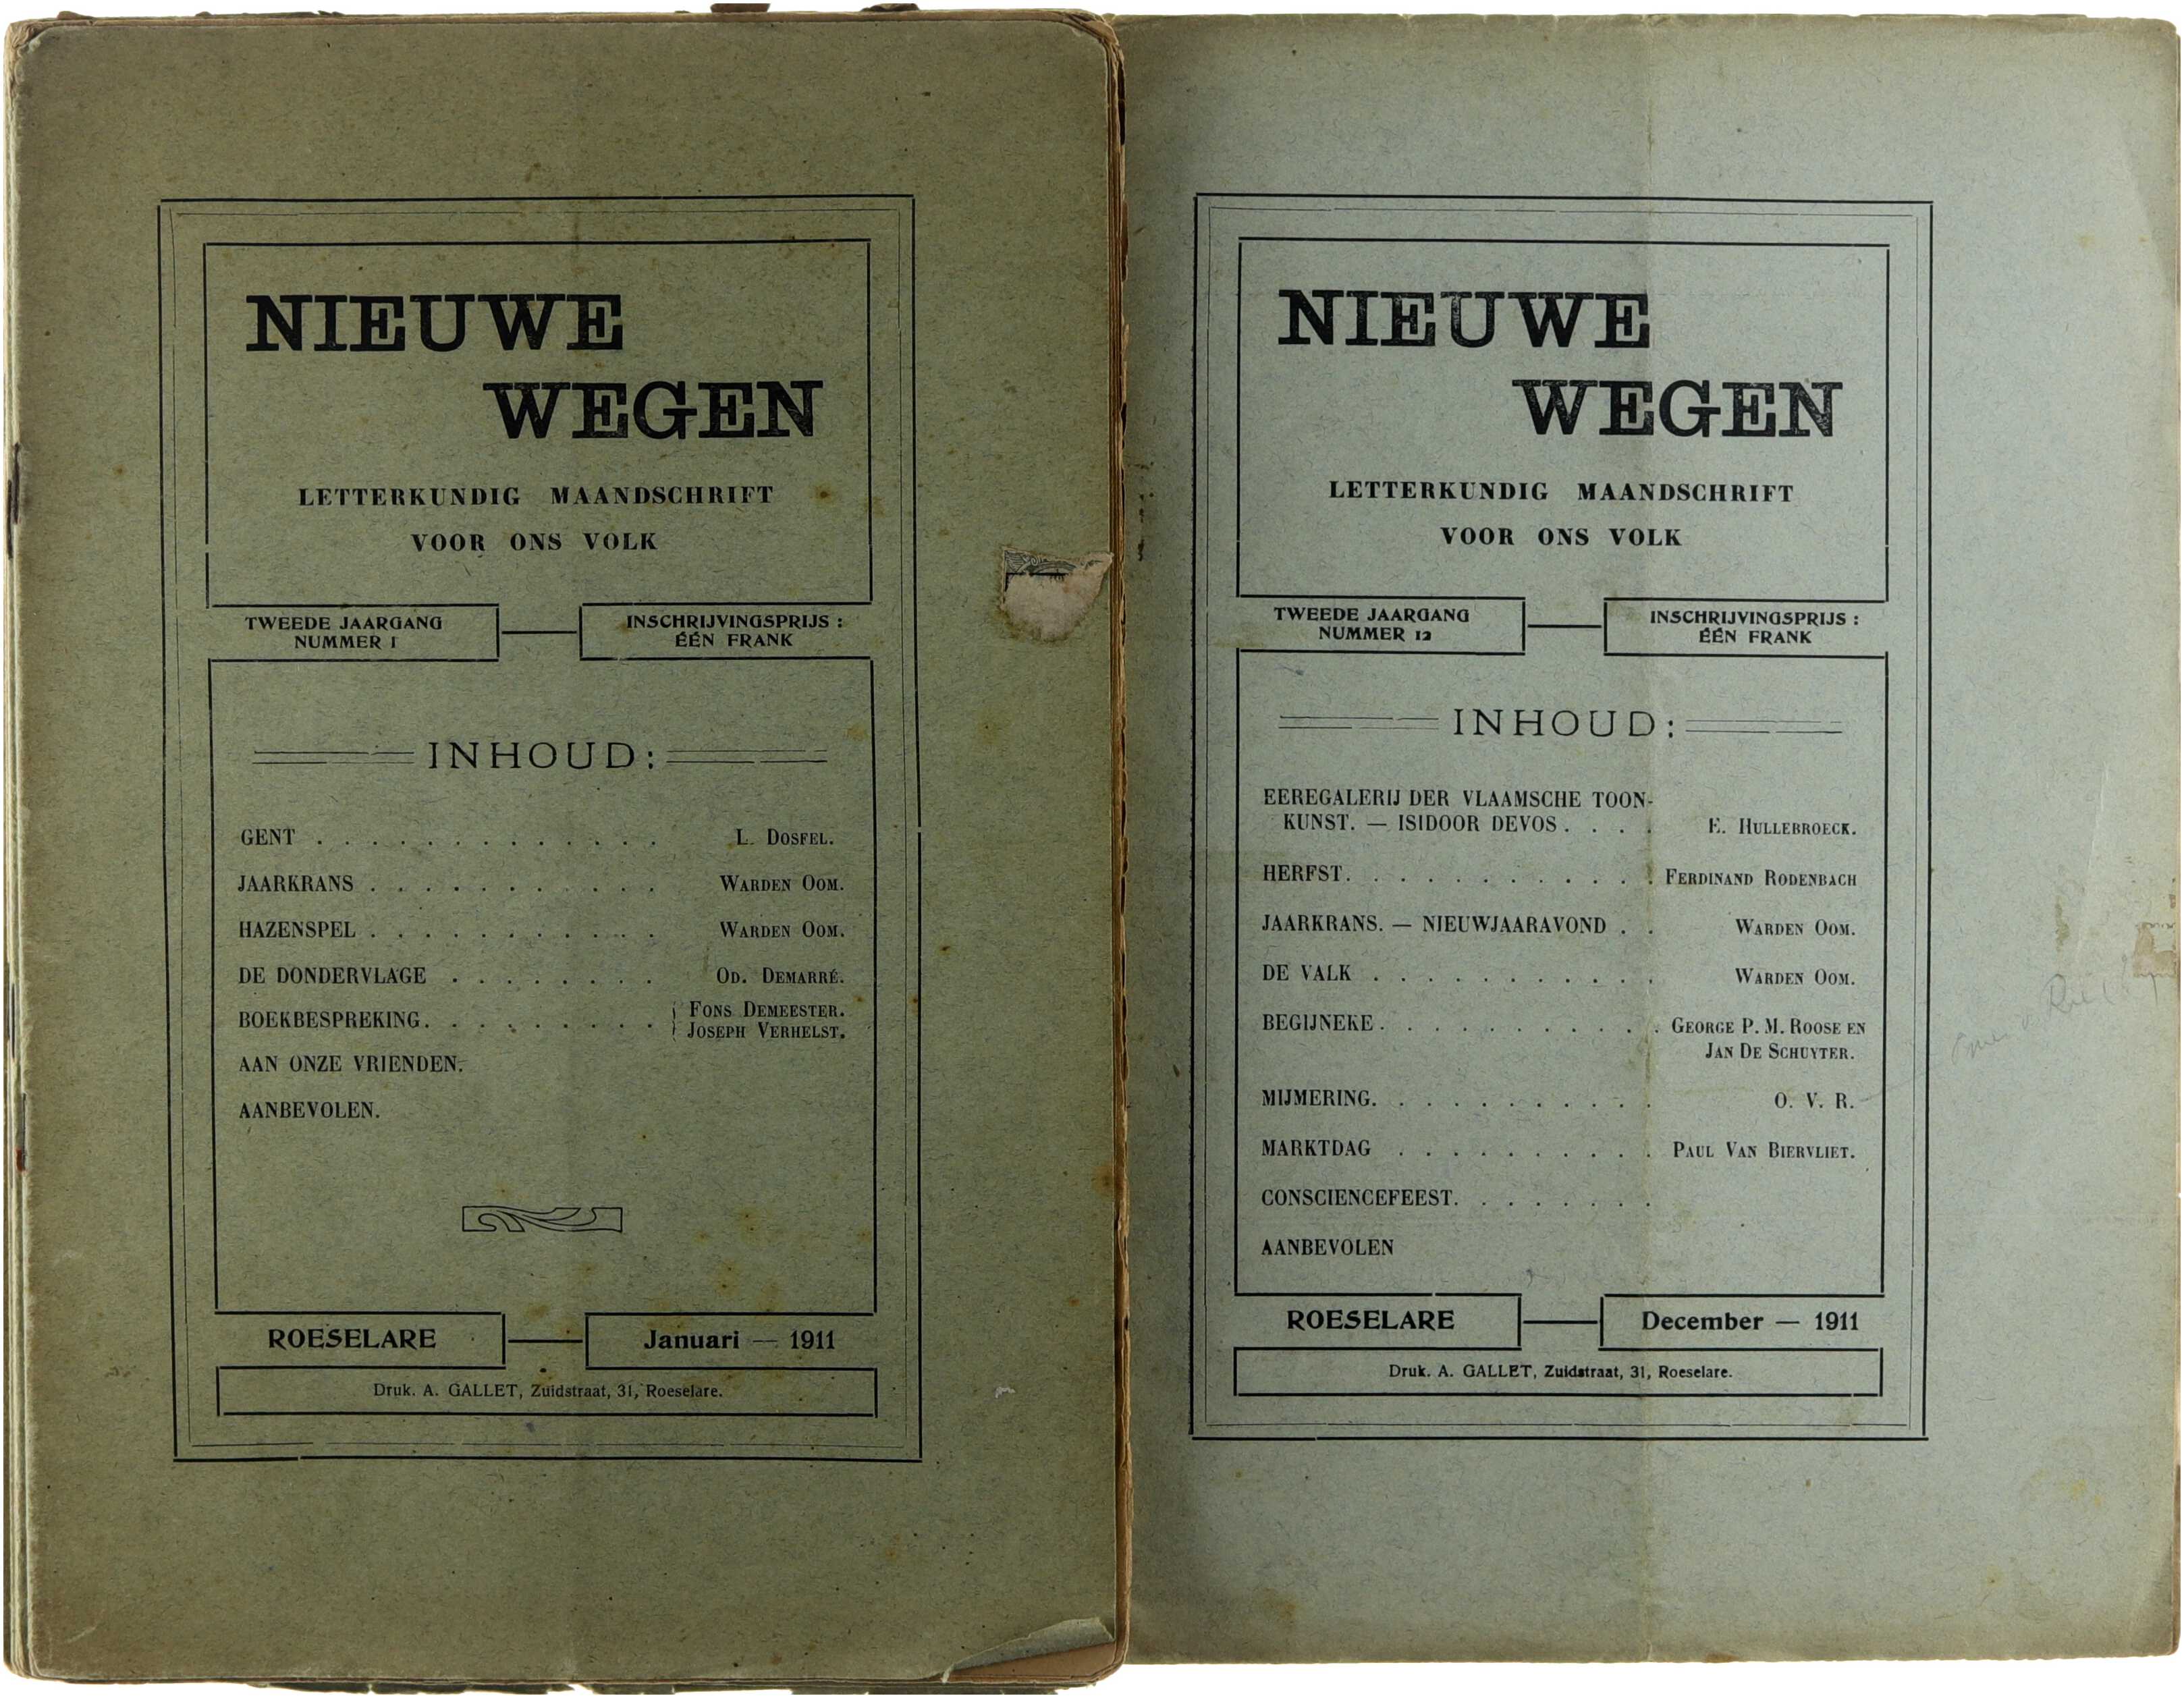 NIEUWE
WEGEN
LETTERKUNDIG MAANDSCHRIFT
VOOR ONS VOLK
TWEEDE JAARGANG
NUMMER 1
INSCHRIJVINGSPRIJS :
ÉÉN FRANK
INHOUD:
GENT . . . . . . . . . . . . . L. DOSFEL.
JAARKRANS . . . . . . . . . . . WARDEN OOM.
HAZENSPEL . . . . . . . . . . . WARDEN OOM.
DE DONDERVLAGE . . . . . . . . OD. DEMARRÉ.
BOEKBESPREKING. . . . . . . . . FONS DEMEESTER.
JOSEPH VERHELST.
AAN ONZE VRIENDEN.
AANBEVOLEN.
ROESELARE
Januari — 1911
Druk. A. GALLET, Zuidstraat, 31, Roeselare.
NIEUWE
WEGEN
LETTERKUNDIG MAANDSCHRIFT
VOOR ONS VOLK
TWEEDE JAARGANG
NUMMER 12
INSCHRIJVINGSPRIJS :
ÉÉN FRANK
INHOUD:
EEREGALERIJ DER VLAAMSCHE TOON-
KUNST. — ISIDOOR DEVOS . . . . E. HULLEBROECK.
HERFST. . . . . . . . . . . . FERDINAND RODENBACH
JAARKRANS. — NIEUWJAARAVOND . . WARDEN OOM.
DE VALK . . . . . . . . . . . WARDEN OOM.
BEGIJNEKE . . . . . . . . . . . GEORGE P. M. ROOSE EN
JAN DE SCHUYTER.
MIJMERING. . . . . . . . . . . O. V. R.
MARKTDAG . . . . . . . . . . PAUL VAN BIERVLIET.
CONSCIENCEFEEST. . . . . . . .
AANBEVOLEN
ROESELARE
December — 1911
Druk. A. GALLET, Zuidstraat, 31, Roeselare.